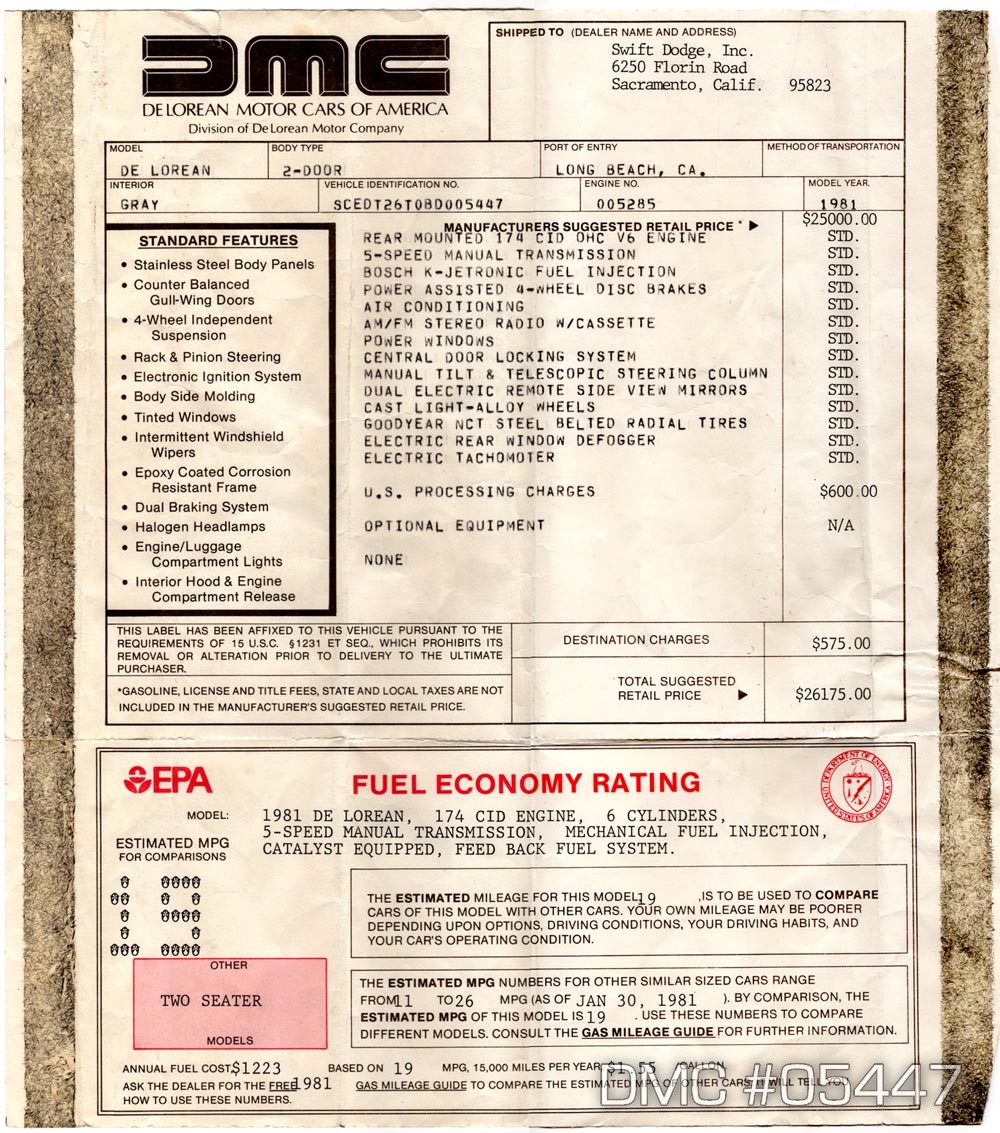 DMC
DE LOREAN MOTOR CARS OF AMERICA
Division of De Lorean Motor Company
SHIPPED TO (DEALER NAME AND ADDRESS)
Swift Dodge, Inc.
6250 Florin Road
Sacramento, Calif. 95823
MODEL BODY TYPE PORT OF ENTRY METHOD OF TRANSPORTATION
DE LOREAN 2-DOOR LONG BEACH, CA.
INTERIOR VEHICLE IDENTIFICATION NO. ENGINE NO. MODEL YEAR.
GRAY SCEDT26T0BD005447 005285 1981
STANDARD FEATURES
• Stainless Steel Body Panels
• Counter Balanced
Gull-Wing Doors
• 4-Wheel Independent
Suspension
• Rack & Pinion Steering
• Electronic Ignition System
• Body Side Molding
• Tinted Windows
• Intermittent Windshield
Wipers
• Epoxy Coated Corrosion
Resistant Frame
• Dual Braking System
• Halogen Headlamps
• Engine/Luggage
Compartment Lights
• Interior Hood & Engine
Compartment Release
MANUFACTURERS SUGGESTED RETAIL PRICE * ▶ $25000.00
REAR MOUNTED 174 CID OHC V6 ENGINE STD.
5-SPEED MANUAL TRANSMISSION STD.
BOSCH K-JETRONIC FUEL INJECTION STD.
POWER ASSISTED 4-WHEEL DISC BRAKES STD.
AIR CONDITIONING STD.
AM/FM STEREO RADIO W/CASSETTE STD.
POWER WINDOWS STD.
CENTRAL DOOR LOCKING SYSTEM STD.
MANUAL TILT & TELESCOPIC STEERING COLUMN STD.
DUAL ELECTRIC REMOTE SIDE VIEW MIRRORS STD.
CAST LIGHT-ALLOY WHEELS STD.
GOODYEAR NCT STEEL BELTED RADIAL TIRES STD.
ELECTRIC REAR WINDOW DEFOGGER STD.
ELECTRIC TACHOMOTER STD.
U.S. PROCESSING CHARGES $600.00
OPTIONAL EQUIPMENT N/A
NONE
THIS LABEL HAS BEEN AFFIXED TO THIS VEHICLE PURSUANT TO THE
REQUIREMENTS OF 15 U.S.C. §1231 ET SEQ., WHICH PROHIBITS ITS
REMOVAL OR ALTERATION PRIOR TO DELIVERY TO THE ULTIMATE
PURCHASER.
*GASOLINE, LICENSE AND TITLE FEES, STATE AND LOCAL TAXES ARE NOT
INCLUDED IN THE MANUFACTURER'S SUGGESTED RETAIL PRICE.
DESTINATION CHARGES $575.00
TOTAL SUGGESTED
RETAIL PRICE ▶ $26175.00
EPA FUEL ECONOMY RATING
DEPARTMENT OF ENERGY UNITED STATES OF AMERICA
MODEL: 1981 DE LOREAN, 174 CID ENGINE, 6 CYLINDERS,
5-SPEED MANUAL TRANSMISSION, MECHANICAL FUEL INJECTION,
CATALYST EQUIPPED, FEED BACK FUEL SYSTEM.
ESTIMATED MPG
FOR COMPARISONS
19
OTHER
TWO SEATER
MODELS
THE ESTIMATED MILEAGE FOR THIS MODEL 19 ,IS TO BE USED TO COMPARE
CARS OF THIS MODEL WITH OTHER CARS. YOUR OWN MILEAGE MAY BE POORER
DEPENDING UPON OPTIONS, DRIVING CONDITIONS, YOUR DRIVING HABITS, AND
YOUR CAR'S OPERATING CONDITION.
THE ESTIMATED MPG NUMBERS FOR OTHER SIMILAR SIZED CARS RANGE
FROM 11 TO 26 MPG (AS OF JAN 30, 1981 ). BY COMPARISON, THE
ESTIMATED MPG OF THIS MODEL IS 19 . USE THESE NUMBERS TO COMPARE
DIFFERENT MODELS. CONSULT THE GAS MILEAGE GUIDE FOR FURTHER INFORMATION.
ANNUAL FUEL COST $1223 BASED ON 19 MPG, 15,000 MILES PER YEAR $1.55 /GALLON,
ASK THE DEALER FOR THE FREE 1981 GAS MILEAGE GUIDE TO COMPARE THE ESTIMATED MPG OF OTHER CARS. IT WILL TELL YOU
HOW TO USE THESE NUMBERS.
DMC #05447